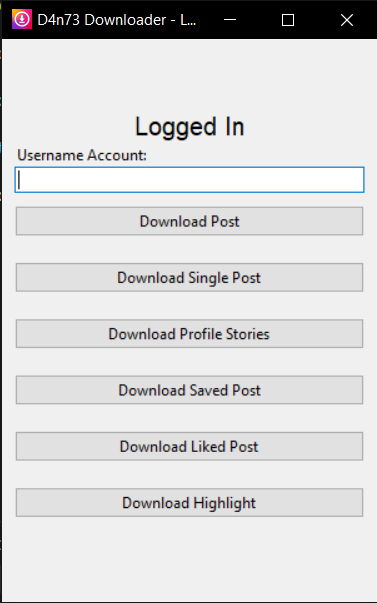 D4n73 Downloader - L...
Logged In
Username Account:
Download Post
Download Single Post
Download Profile Stories
Download Saved Post
Download Liked Post
Download Highlight